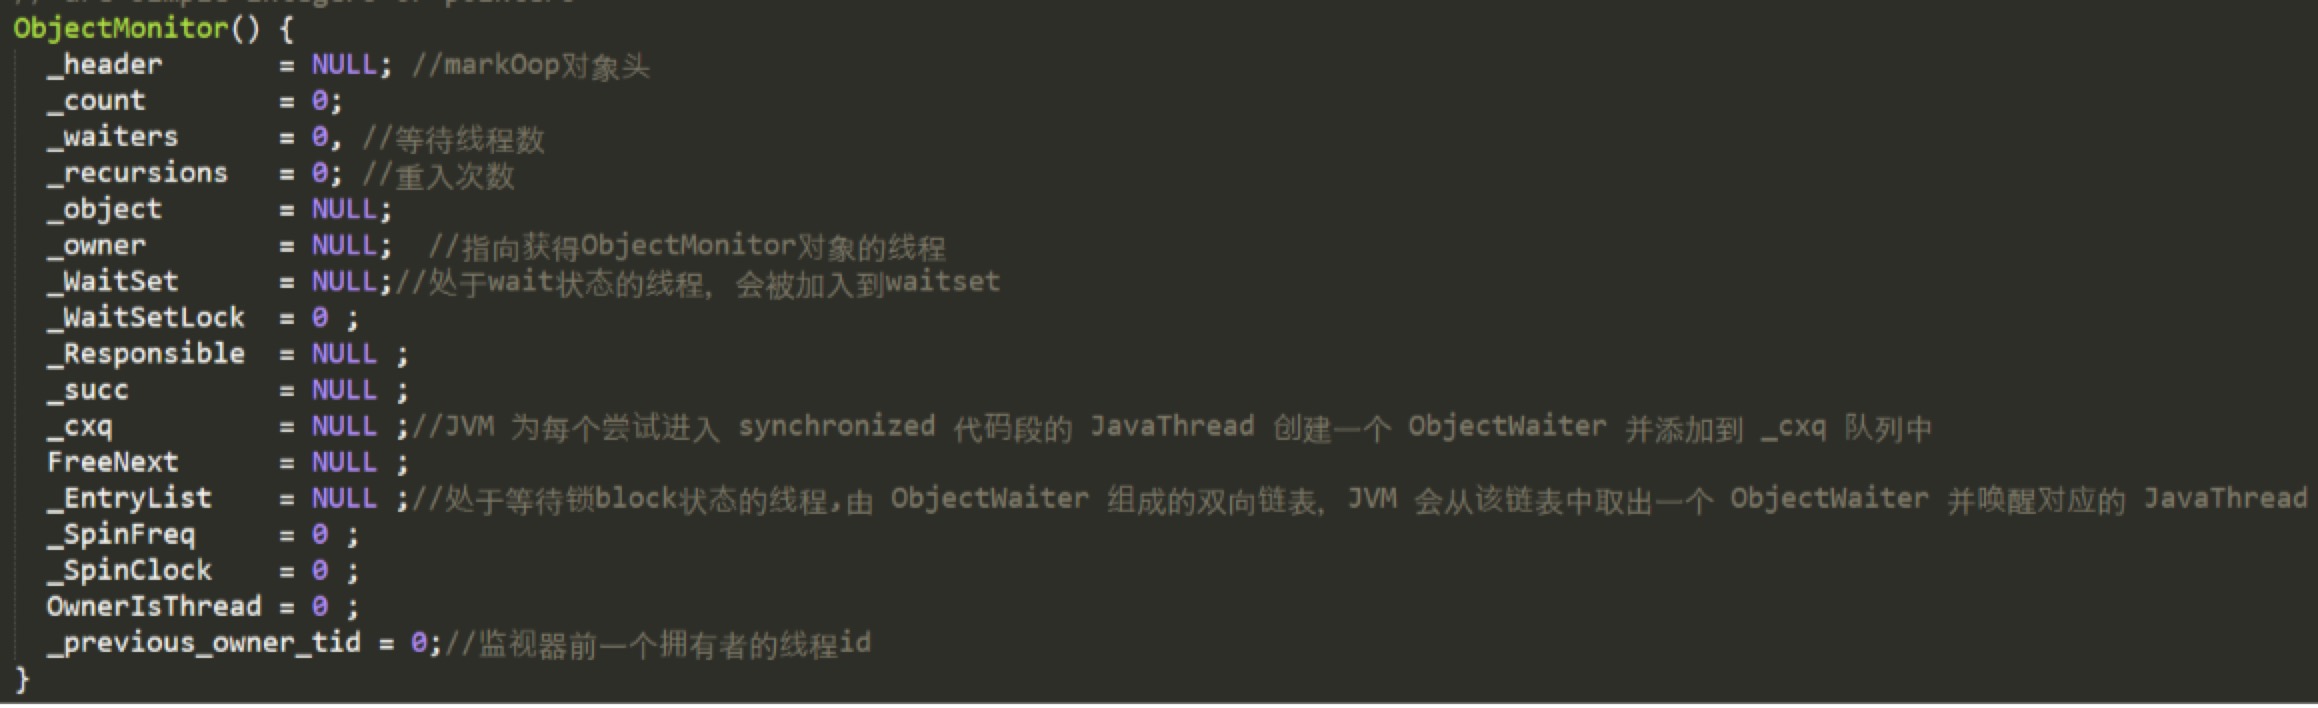 ObjectMonitor() {
_header = NULL; //markOop对象头
_count = 0;
_waiters = 0, //等待线程数
_recursions = 0; //重入次数
_object = NULL;
_owner = NULL; //指向获得ObjectMonitor对象的线程
_WaitSet = NULL;//处于wait状态的线程，会被加入到waitset
_WaitSetLock = 0 ;
_Responsible = NULL ;
_succ = NULL ;
_cxq = NULL ;//JVM 为每个尝试进入 synchronized 代码段的 JavaThread 创建一个 ObjectWaiter 并添加到 _cxq 队列中
FreeNext = NULL ;
_EntryList = NULL ;//处于等待锁block状态的线程,由 ObjectWaiter 组成的双向链表，JVM 会从该链表中取出一个 ObjectWaiter 并唤醒对应的 JavaThread
_SpinFreq = 0 ;
_SpinClock = 0 ;
OwnerIsThread = 0 ;
_previous_owner_tid = 0;//监视器前一个拥有者的线程id
}